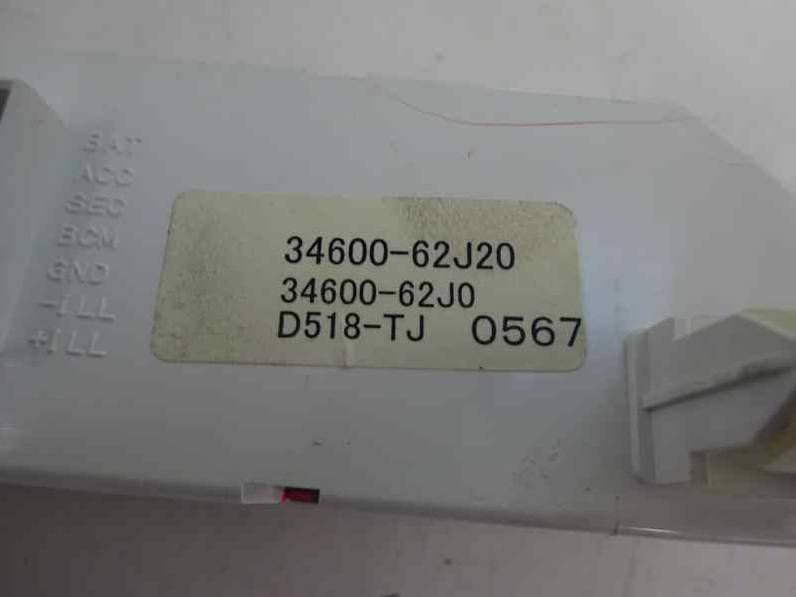 BAT
ACC
SEC
BCM
GND
-ILL
+ILL
34600-62J20
34600-62J0
D518-TJ 0567